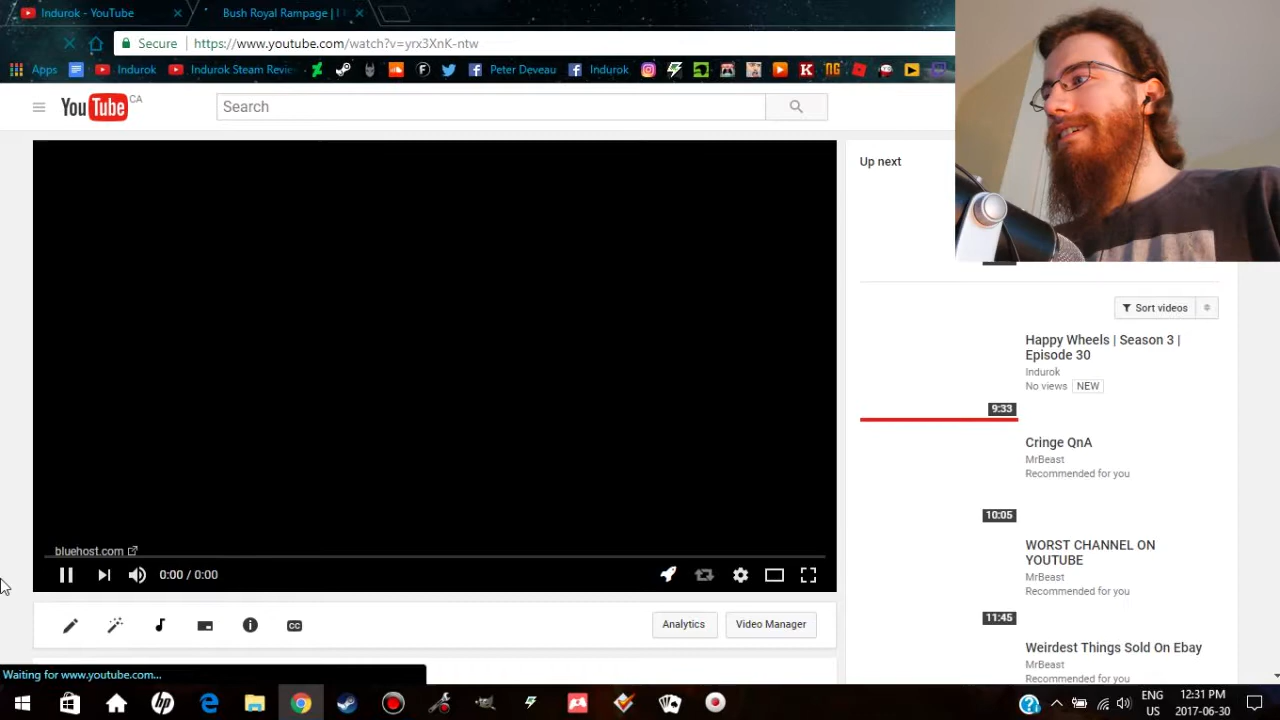 Indurok - YouTube
Bush Royal Rampage |
Secure
https://www.youtube.com/watch?v=yrx3XnK-ntw
Apps
Indurok
Indurok Steam Revie
Peter Deveau
Indurok
YouTube CA
Search
Up next
Sort videos
Happy Wheels | Season 3 |
Episode 30
Indurok
No views NEW
9:33
Cringe QnA
MrBeast
Recommended for you
10:05
WORST CHANNEL ON
YOUTUBE
MrBeast
Recommended for you
11:45
Weirdest Things Sold On Ebay
MrBeast
Recommended for you
bluehost.com
0:00 / 0:00
CC
Analytics
Video Manager
Waiting for www.youtube.com...
ENG
US
12:31 PM
2017-06-30